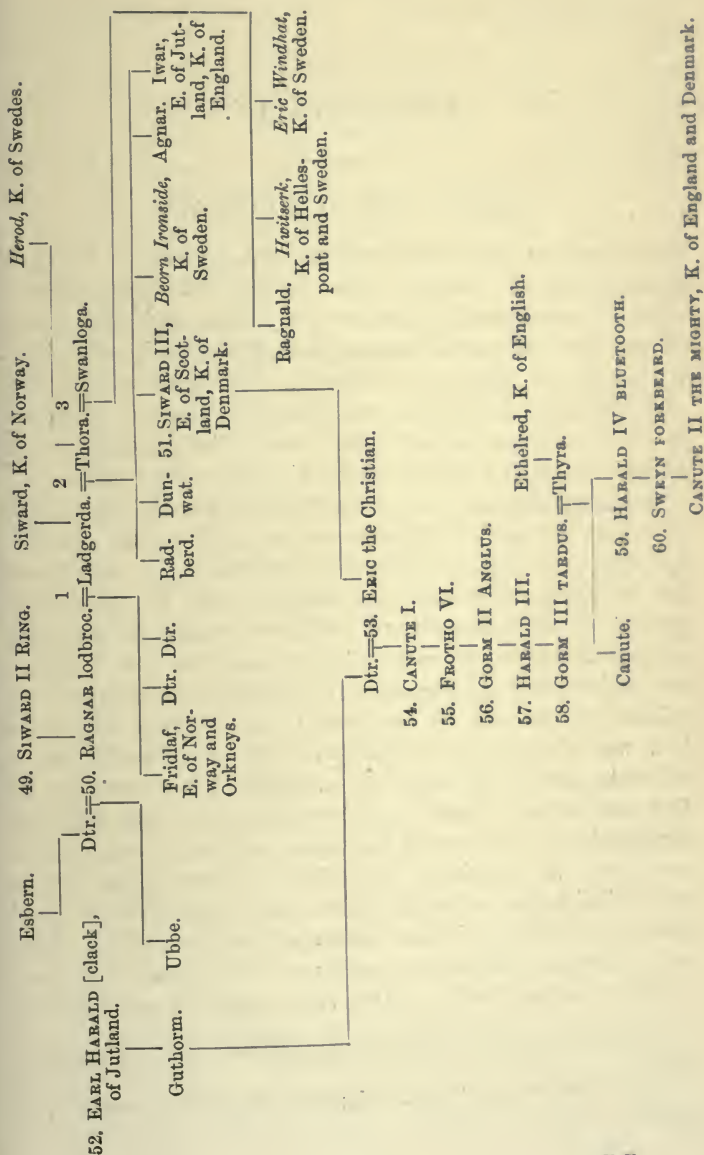 Esbern. 49. SIWARD II RING. Siward, K. of Norway. Herod, K. of Swedes.
1 2 3
52. EARL HARALD [clack], Dtr.═50. RAGNAR lodbroc.═Ladgerda.═Thora.═Swanloga.
of Jutland.
Guthorm. Ubbe. Fridlaf, Dtr. Dtr. Rad- Dun- 51. SIWARD III, Beorn Ironside, Agnar. Iwar,
E. of Nor- berd. wat. E. of Scot- K. of E. of Jut-
way and land, K. of Sweden. land, K. of
Orkneys. Denmark. England.
Ragnald. Hwitserk, Eric Windhat,
K. of Helles- K. of Sweden.
pont and Sweden.
Dtr.═53. ERIC the Christian.
54. CANUTE I.
55. FROTHO VI.
56. GORM II ANGLUS.
57. HARALD III. Ethelred, K. of English.
58. GORM III TARDUS.═Thyra.
Canute. 59. HARALD IV BLUETOOTH.
60. SWEYN FORKBEARD.
CANUTE II THE MIGHTY, K. of England and Denmark.